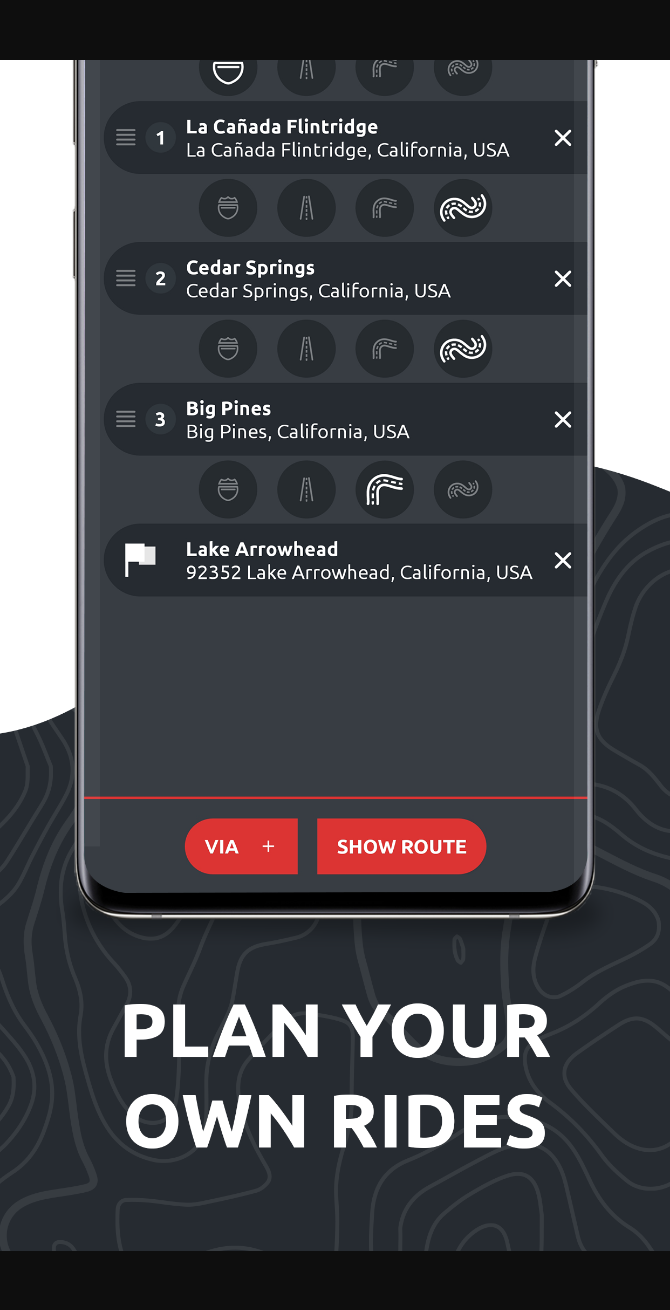 1
La Cañada Flintridge
La Cañada Flintridge, California, USA
2
Cedar Springs
Cedar Springs, California, USA
3
Big Pines
Big Pines, California, USA
Lake Arrowhead
92352 Lake Arrowhead, California, USA
VIA +
SHOW ROUTE
PLAN YOUR
OWN RIDES